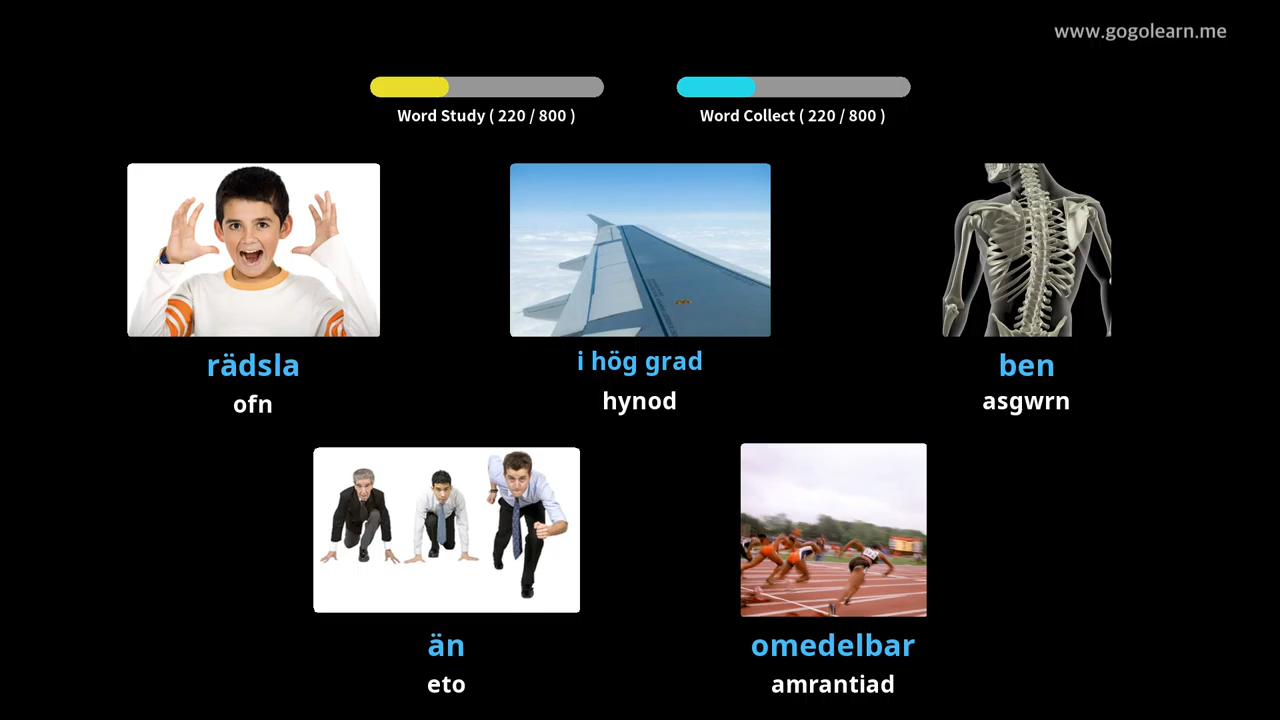 www.gogolearn.me
Word Study ( 220 / 800 )
Word Collect ( 220 / 800 )
rädsla
ofn
i hög grad
hynod
ben
asgwrn
än
eto
omedelbar
amrantiad